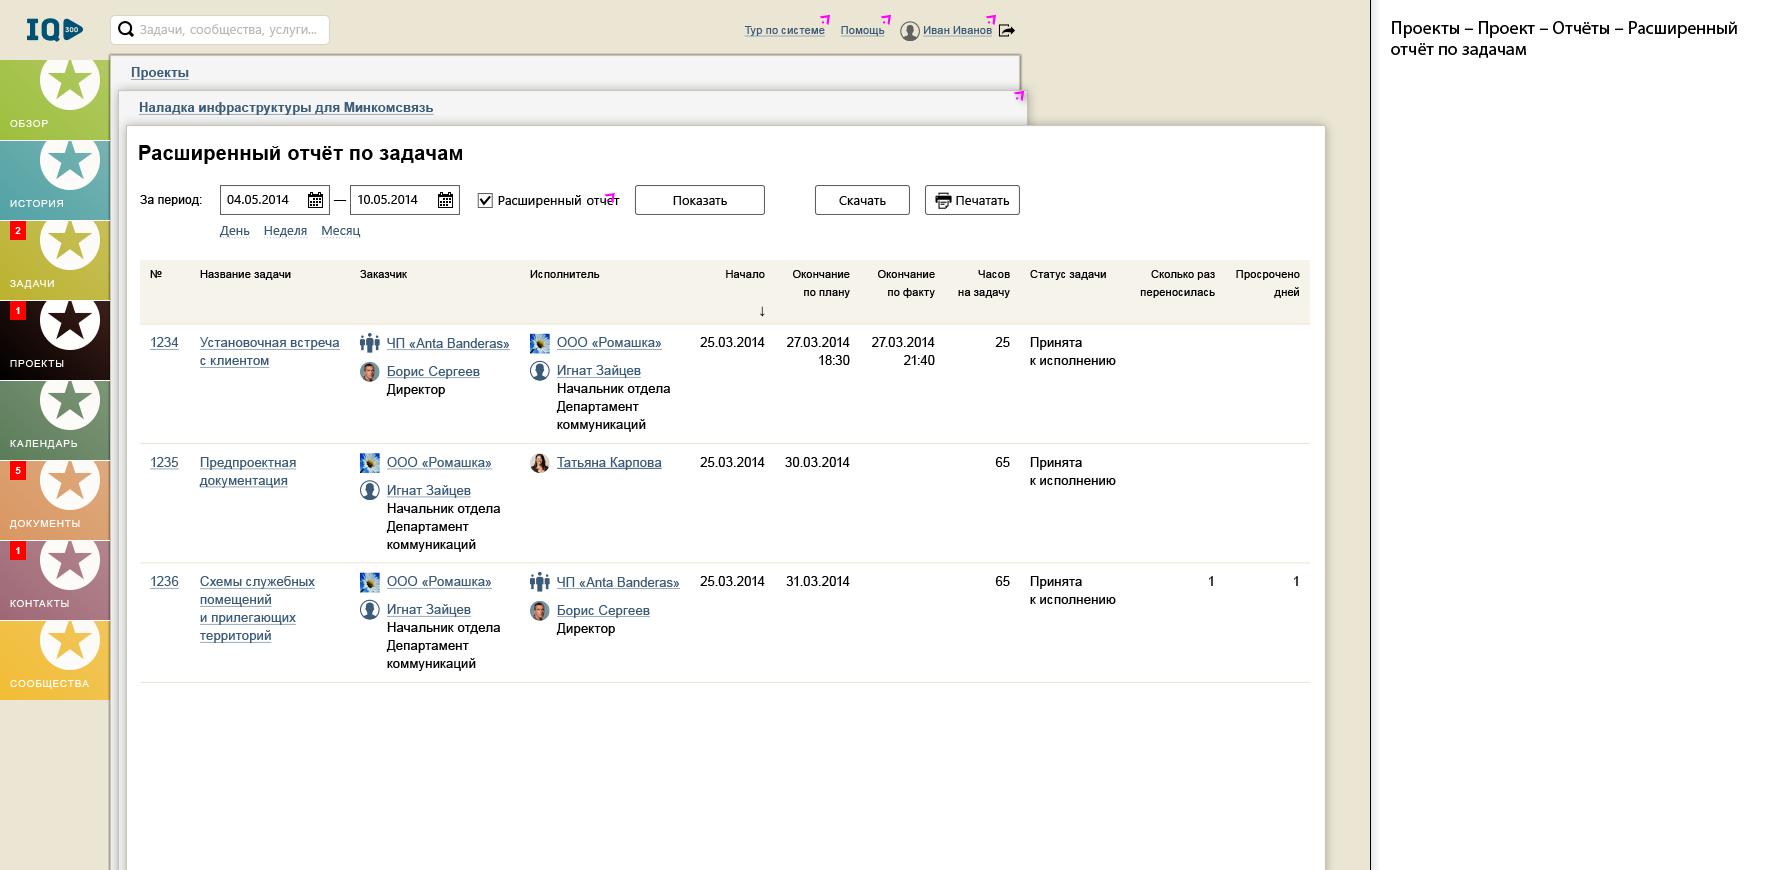 IQ 300
Задачи, сообщества, услуги...
Тур по системе
Помощь
Иван Иванов
Проекты – Проект – Отчёты – Расширенный
отчёт по задачам
Проекты
Наладка инфраструктуры для Минкомсвязь
ОБЗОР
ИСТОРИЯ
2
ЗАДАЧИ
1
ПРОЕКТЫ
КАЛЕНДАРЬ
5
ДОКУМЕНТЫ
1
КОНТАКТЫ
СООБЩЕСТВА
Расширенный отчёт по задачам
За период: 04.05.2014 — 10.05.2014 Расширенный отчёт Показать Скачать Печатать
День Неделя Месяц
№ Название задачи Заказчик Исполнитель Начало Окончание Окончание Часов Статус задачи Сколько раз Просрочено
по плану по факту на задачу переносилась дней
↓
1234 Установочная встреча ЧП «Anta Banderas» ООО «Ромашка» 25.03.2014 27.03.2014 27.03.2014 25 Принята
с клиентом 18:30 21:40 к исполнению
Борис Сергеев Игнат Зайцев
Директор Начальник отдела
Департамент
коммуникаций
1235 Предпроектная ООО «Ромашка» Татьяна Карпова 25.03.2014 30.03.2014 65 Принята
документация к исполнению
Игнат Зайцев
Начальник отдела
Департамент
коммуникаций
1236 Схемы служебных ООО «Ромашка» ЧП «Anta Banderas» 25.03.2014 31.03.2014 65 Принята 1 1
помещений к исполнению
и прилегающих Игнат Зайцев Борис Сергеев
территорий Начальник отдела Директор
Департамент
коммуникаций